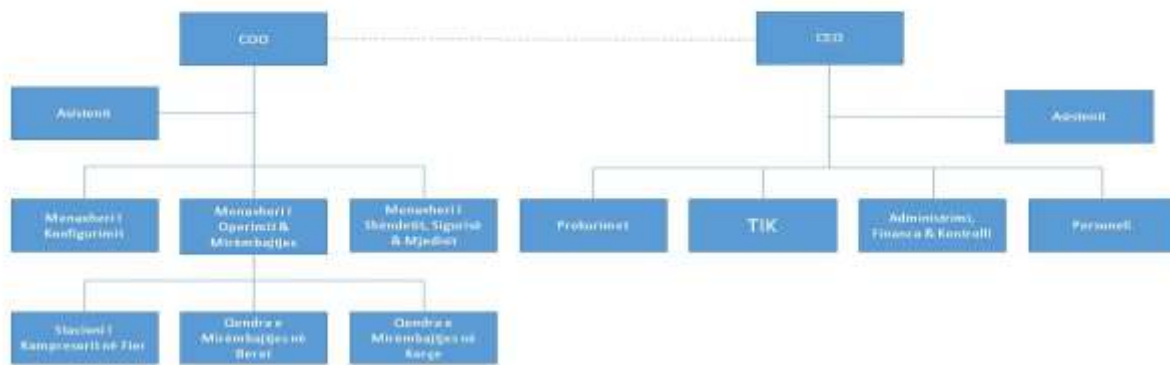 COO
CEO
Asistenti
Asistenti
Menaxheri i
Konfigurimit
Menaxheri i
Operimit &
Mirëmbajtjes
Menaxheri i
Shëndetit, Sigurisë
& Mjedisit
Prokurimet
TIK
Administrimi,
Financa & Kontrolli
Personeli
Stacioni i
Kompresorit në Fier
Qendra e
Mirëmbajtjes në
Berat
Qendra e
Mirëmbajtjes në
Korçe